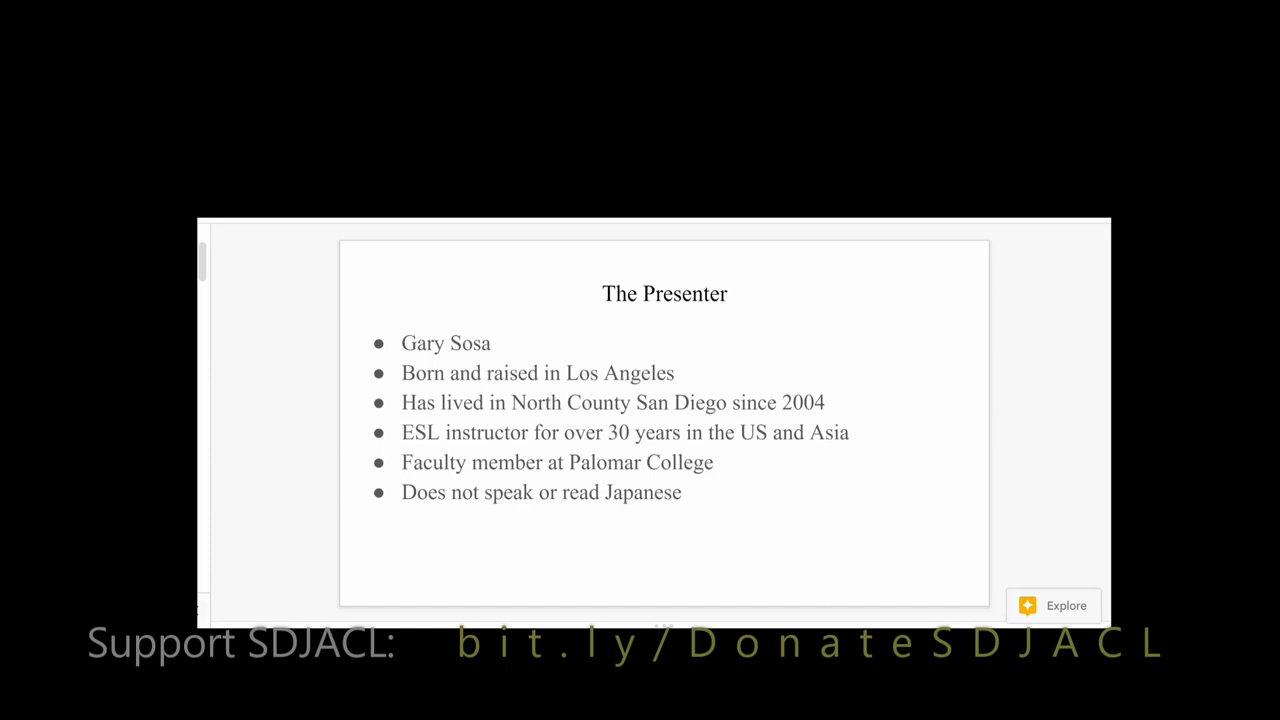 The Presenter
● Gary Sosa
● Born and raised in Los Angeles
● Has lived in North County San Diego since 2004
● ESL instructor for over 30 years in the US and Asia
● Faculty member at Palomar College
● Does not speak or read Japanese
Explore
Support SDJACL: bit.ly/DonateSDJACL